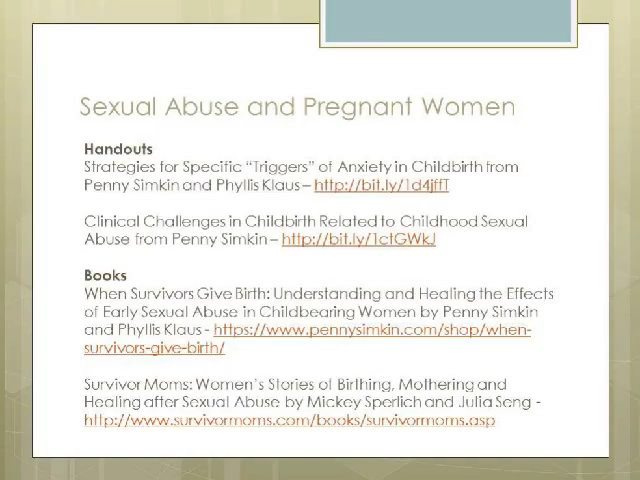 Sexual Abuse and Pregnant Women
Handouts
Strategies for Specific “Triggers” of Anxiety in Childbirth from
Penny Simkin and Phyllis Klaus – http://bit.ly/1d4jffT
Clinical Challenges in Childbirth Related to Childhood Sexual
Abuse from Penny Simkin – http://bit.ly/1ctGWkJ
Books
When Survivors Give Birth: Understanding and Healing the Effects
of Early Sexual Abuse in Childbearing Women by Penny Simkin
and Phyllis Klaus - https://www.pennysimkin.com/shop/when-
survivors-give-birth/
Survivor Moms: Women’s Stories of Birthing, Mothering and
Healing after Sexual Abuse by Mickey Sperlich and Julia Seng -
http://www.survivormoms.com/books/survivormoms.asp